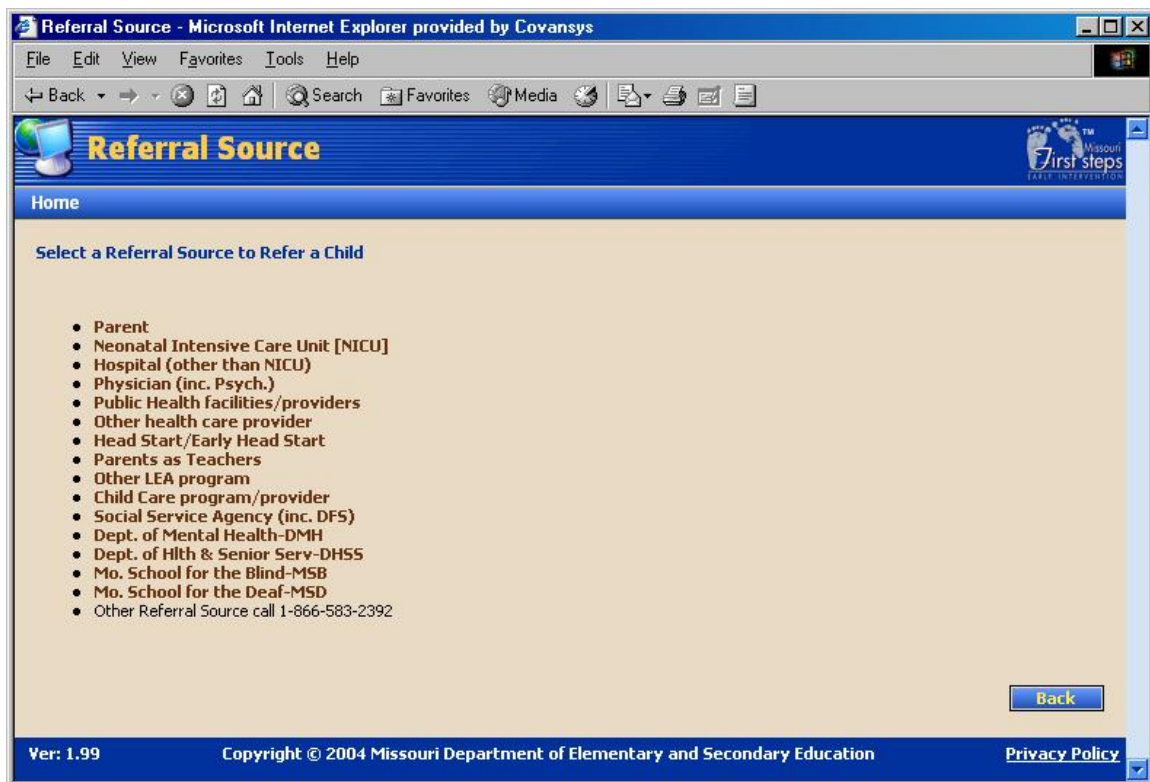 Referral Source - Microsoft Internet Explorer provided by Covansys
File Edit View Favorites Tools Help
Back Search Favorites Media
Referral Source
TM
Missouri
First steps
EARLY INTERVENTION
Home
Select a Referral Source to Refer a Child
• Parent
• Neonatal Intensive Care Unit [NICU]
• Hospital (other than NICU)
• Physician (inc. Psych.)
• Public Health facilities/providers
• Other health care provider
• Head Start/Early Head Start
• Parents as Teachers
• Other LEA program
• Child Care program/provider
• Social Service Agency (inc. DFS)
• Dept. of Mental Health-DMH
• Dept. of Hlth & Senior Serv-DHSS
• Mo. School for the Blind-MSB
• Mo. School for the Deaf-MSD
• Other Referral Source call 1-866-583-2392
Back
Ver: 1.99 Copyright © 2004 Missouri Department of Elementary and Secondary Education Privacy Policy